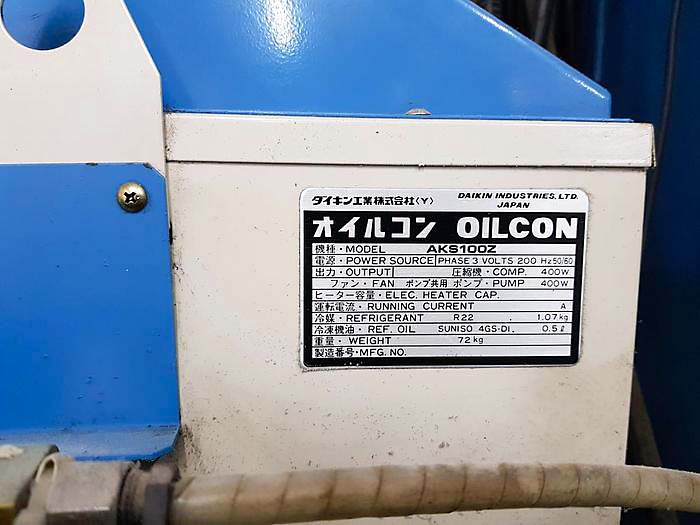 ダイキン工業株式会社〈Y〉 DAIKIN INDUSTRIES, LTD.
JAPAN
オイルコン OILCON
機種・MODEL AKS100Z
電源・POWER SOURCE PHASE 3 VOLTS 200 Hz 50/60
出力・OUTPUT 圧縮機・COMP. 400W
ファン・FAN ポンプ共用 ポンプ・PUMP 400W
ヒーター容量・ELEC. HEATER CAP.
運転電流・RUNNING CURRENT A
冷媒・REFRIGERANT R22 1.07kg
冷凍機油・REF. OIL SUNISO 4GS-DI. 0.5ℓ
重量・WEIGHT 72kg
製造番号・MFG. NO.